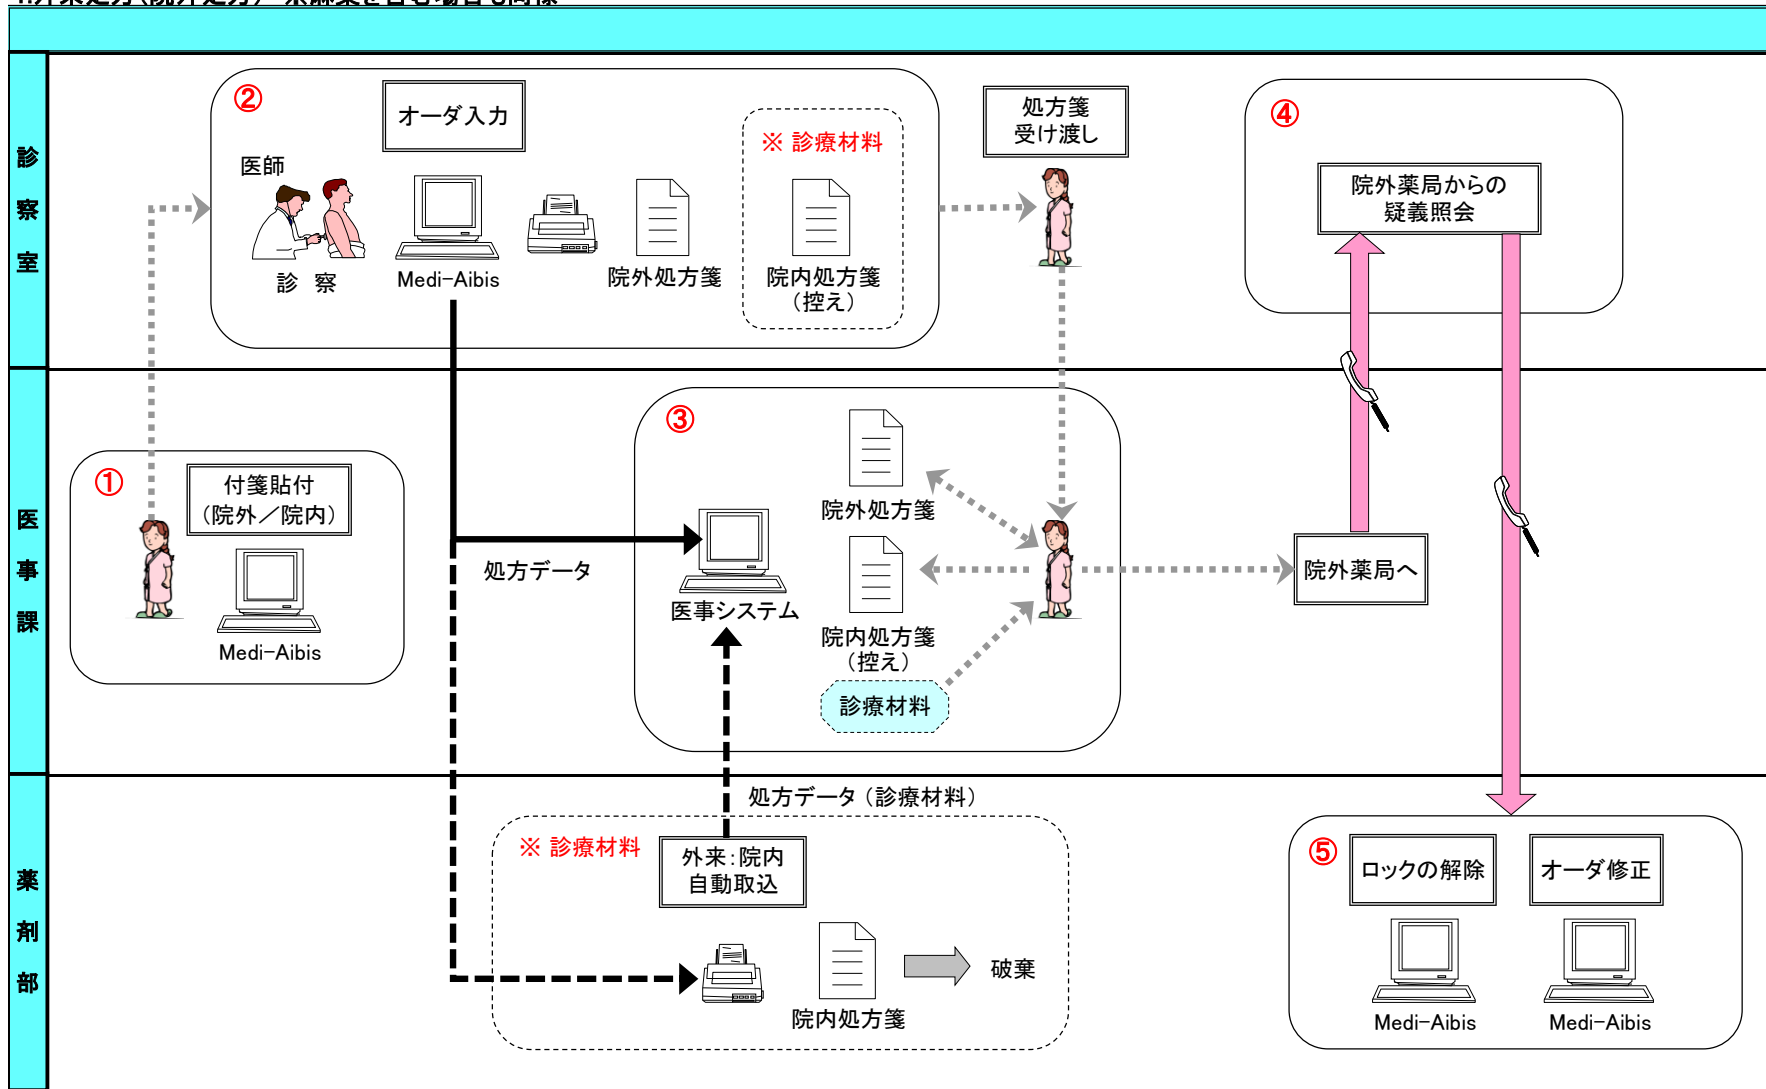 診察室
②
オーダ入力
医師
診 察
Medi-Aibis
院外処方箋
※ 診療材料
院内処方箋
(控え)
処方箋
受け渡し
④
院外薬局からの
疑義照会
医事課
①
付箋貼付
(院外/院内)
Medi-Aibis
処方データ
③
医事システム
院外処方箋
院内処方箋
(控え)
診療材料
院外薬局へ
薬剤部
処方データ(診療材料)
※ 診療材料
外来:院内
自動取込
院内処方箋
破棄
⑤
ロックの解除
オーダ修正
Medi-Aibis
Medi-Aibis